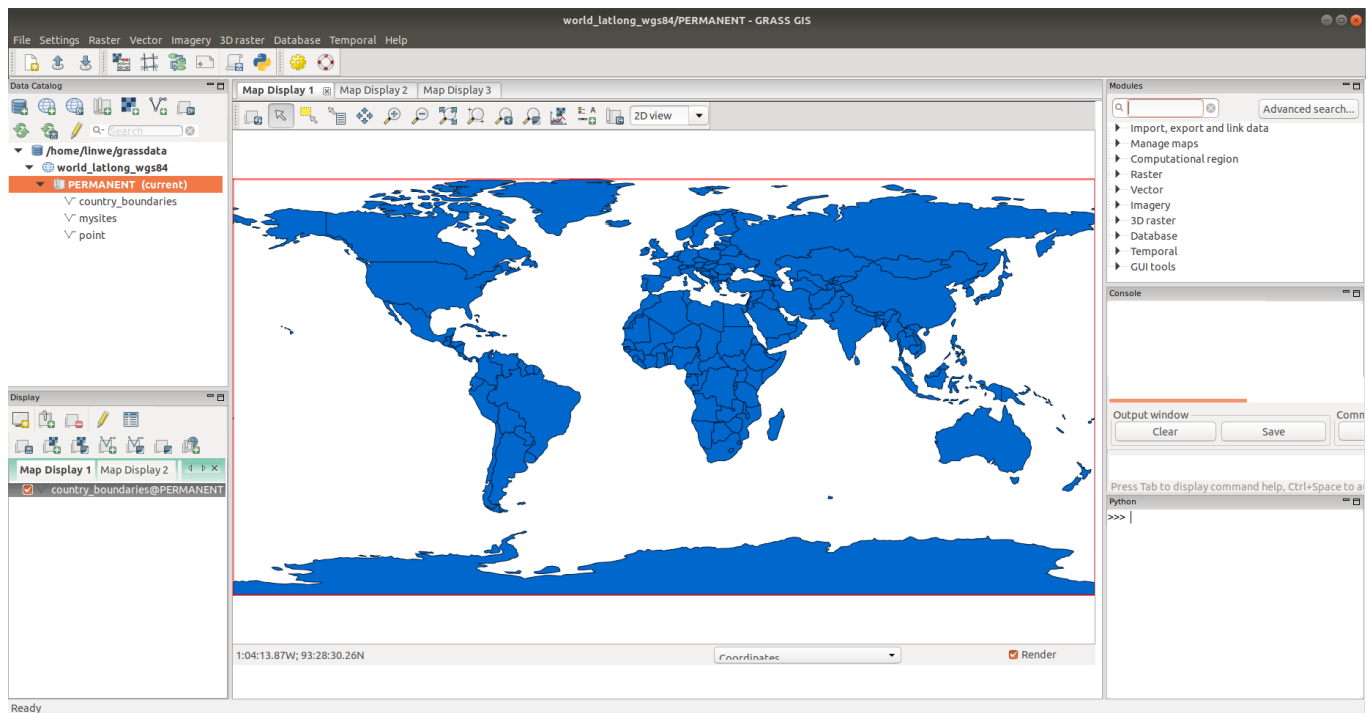 world_latlong_wgs84/PERMANENT - GRASS GIS
File Settings Raster Vector Imagery 3D raster Database Temporal Help
Data Catalog
Search
/home/linwe/grassdata
world_latlong_wgs84
PERMANENT (current)
country_boundaries
mysites
point
Display
Map Display 1 Map Display 2
country_boundaries@PERMANENT
Map Display 1 Map Display 2 Map Display 3
2D view
1:04:13.87W; 93:28:30.26N
Coordinates
Render
Modules
Advanced search...
Import, export and link data
Manage maps
Computational region
Raster
Vector
Imagery
3D raster
Database
Temporal
GUI tools
Console
Output window
Comm
Clear Save
Press Tab to display command help, Ctrl+Space to au
Python
>>>
Ready